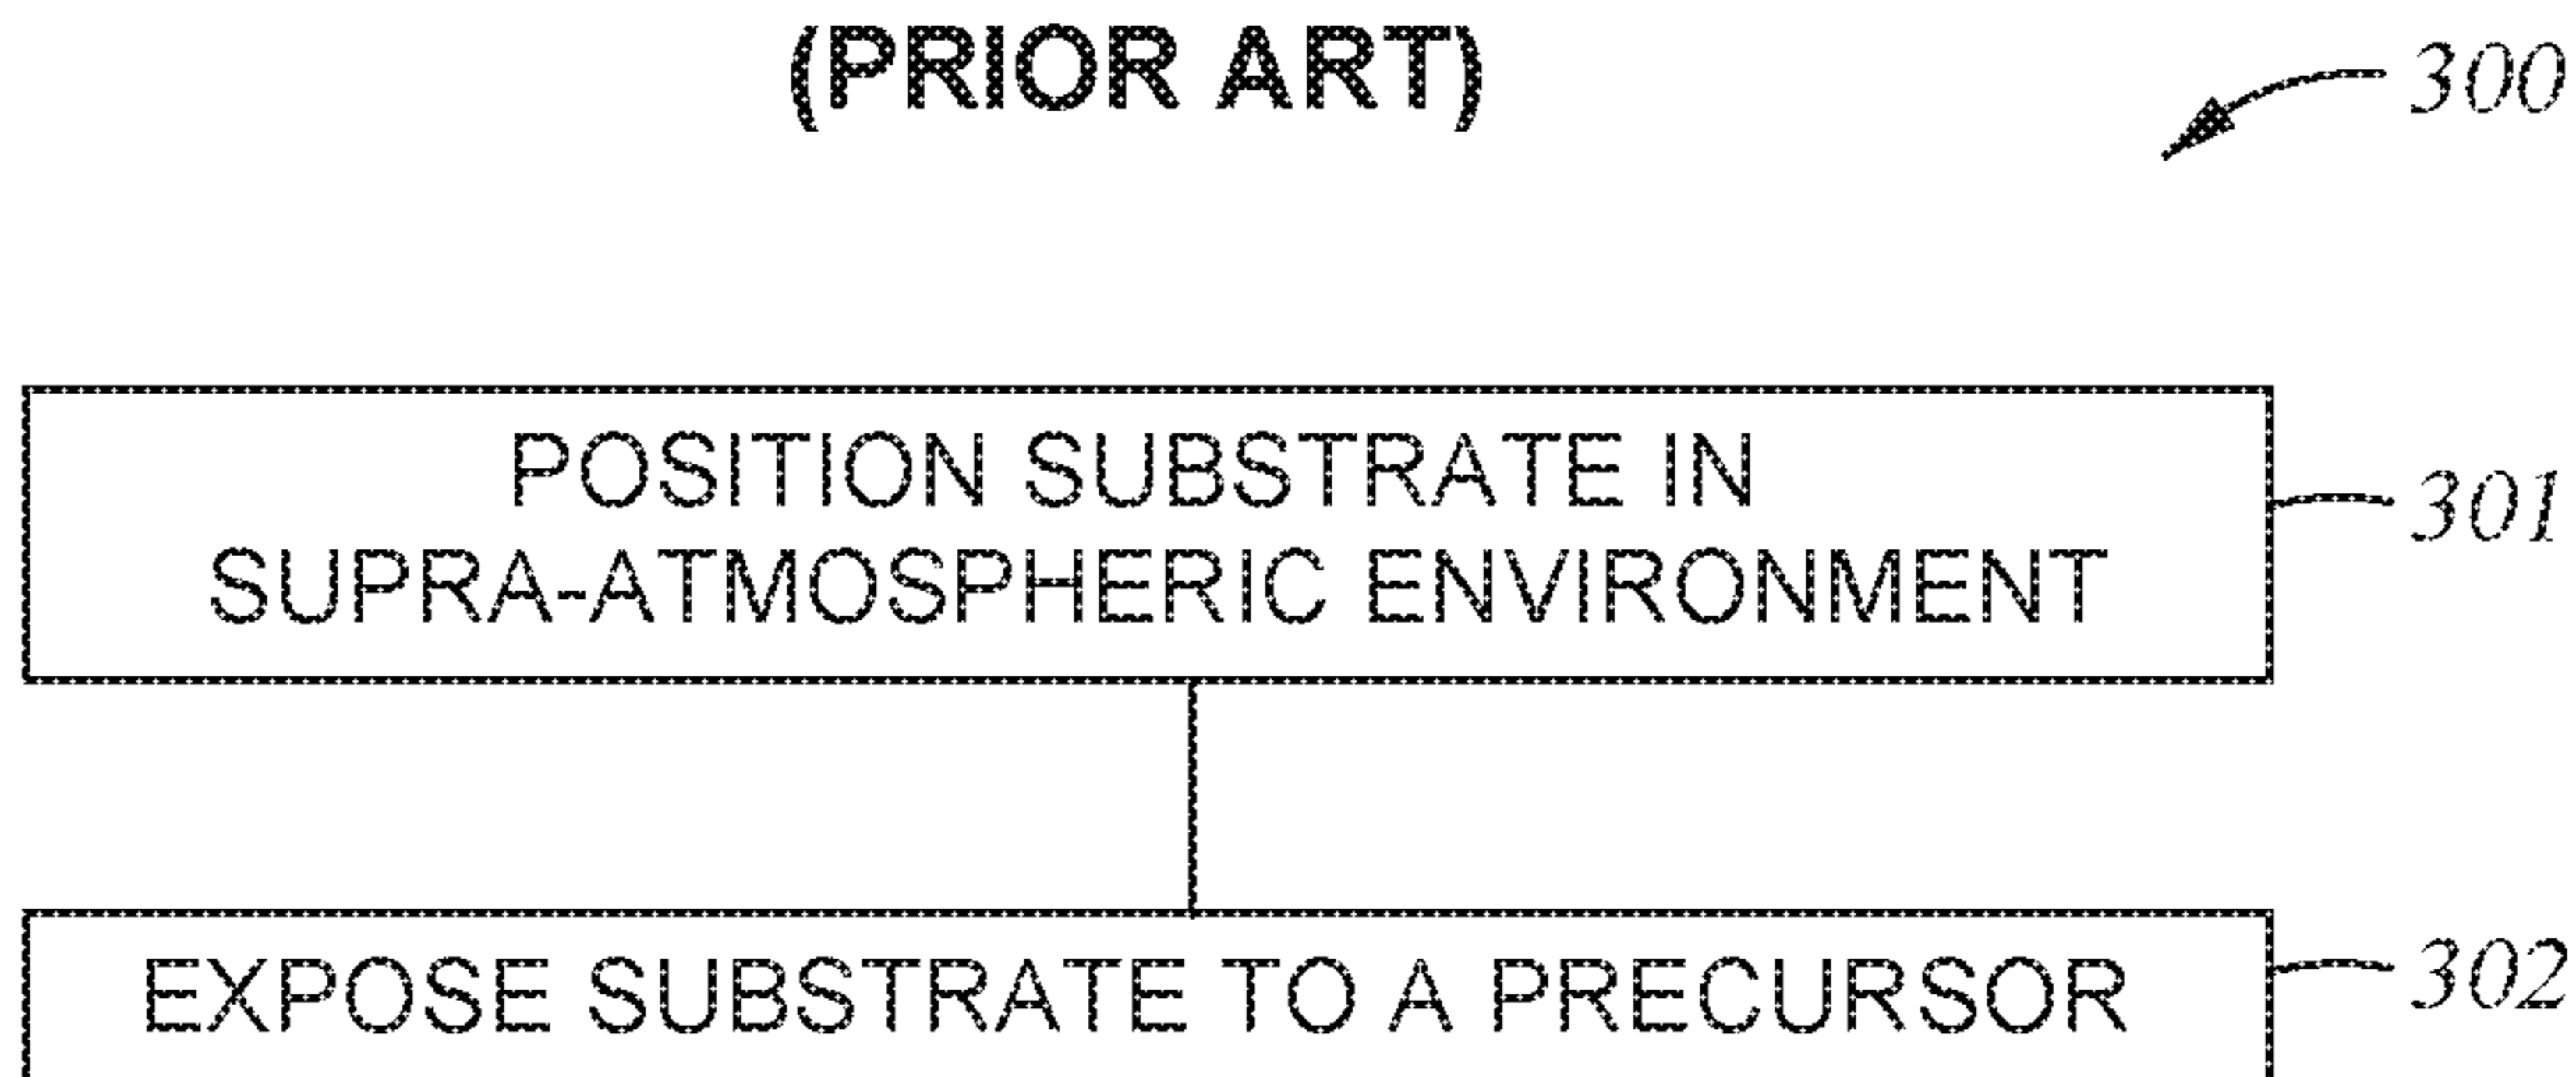 (PRIOR ART)
300
POSITION SUBSTRATE IN
SUPRA-ATMOSPHERIC ENVIRONMENT
301
EXPOSE SUBSTRATE TO A PRECURSOR
302